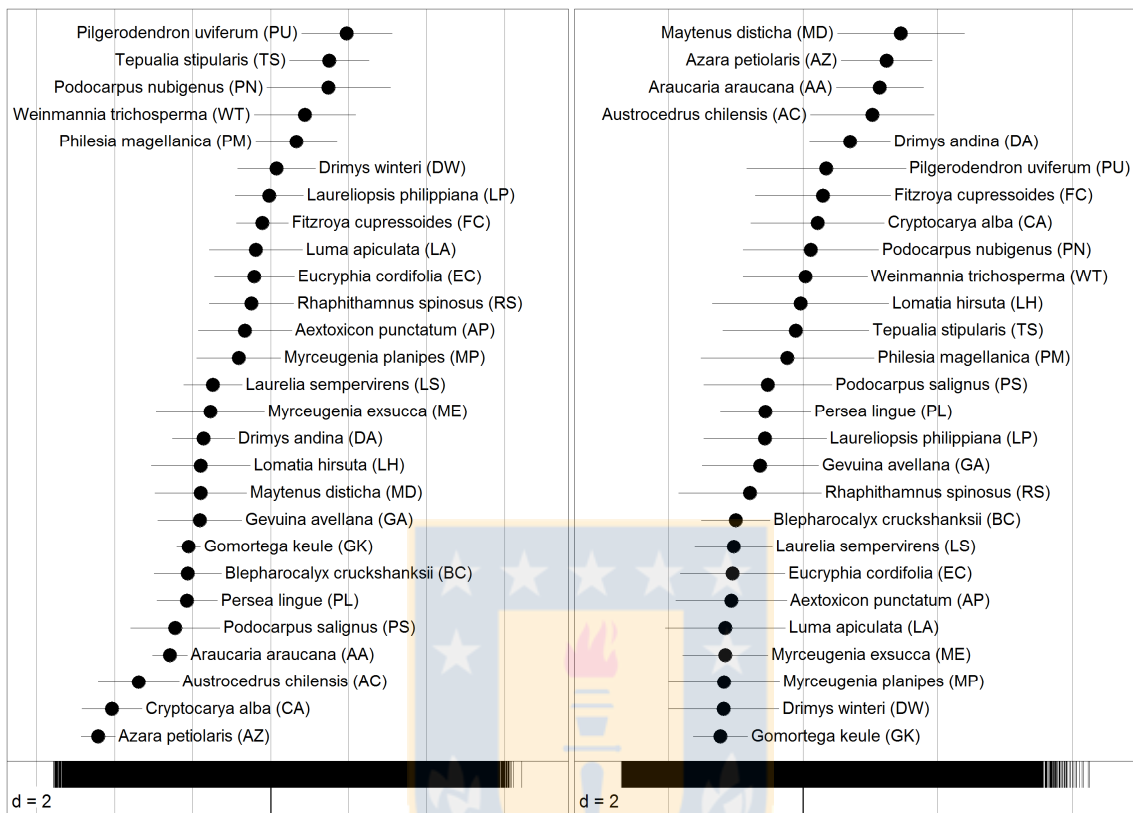 Pilgerodendron uviferum (PU)
Tepualia stipularis (TS)
Podocarpus nubigenus (PN)
Weinmannia trichosperma (WT)
Philesia magellanica (PM)
Drimys winteri (DW)
Laureliopsis philippiana (LP)
Fitzroya cupressoides (FC)
Luma apiculata (LA)
Eucryphia cordifolia (EC)
Rhaphithamnus spinosus (RS)
Aextoxicon punctatum (AP)
Myrceugenia planipes (MP)
Laurelia sempervirens (LS)
Myrceugenia exsucca (ME)
Drimys andina (DA)
Lomatia hirsuta (LH)
Maytenus disticha (MD)
Gevuina avellana (GA)
Gomortega keule (GK)
Blepharocalyx cruckshanksii (BC)
Persea lingue (PL)
Podocarpus salignus (PS)
Araucaria araucana (AA)
Austrocedrus chilensis (AC)
Cryptocarya alba (CA)
Azara petiolaris (AZ)
d = 2
Maytenus disticha (MD)
Azara petiolaris (AZ)
Araucaria araucana (AA)
Austrocedrus chilensis (AC)
Drimys andina (DA)
Pilgerodendron uviferum (PU)
Fitzroya cupressoides (FC)
Cryptocarya alba (CA)
Podocarpus nubigenus (PN)
Weinmannia trichosperma (WT)
Lomatia hirsuta (LH)
Tepualia stipularis (TS)
Philesia magellanica (PM)
Podocarpus salignus (PS)
Persea lingue (PL)
Laureliopsis philippiana (LP)
Gevuina avellana (GA)
Rhaphithamnus spinosus (RS)
Blepharocalyx cruckshanksii (BC)
Laurelia sempervirens (LS)
Eucryphia cordifolia (EC)
Aextoxicon punctatum (AP)
Luma apiculata (LA)
Myrceugenia exsucca (ME)
Myrceugenia planipes (MP)
Drimys winteri (DW)
Gomortega keule (GK)
d = 2